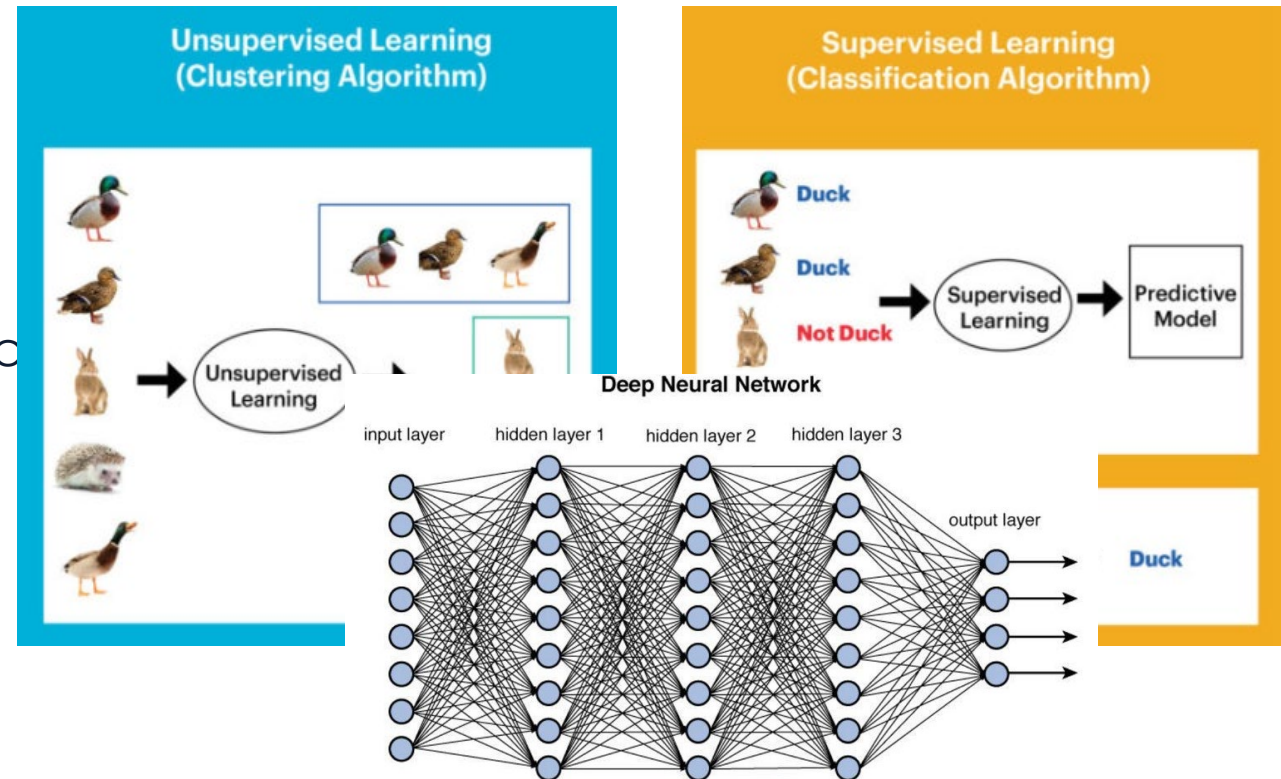 Unsupervised Learning
(Clustering Algorithm)
Unsupervised
Learning
Supervised Learning
(Classification Algorithm)
Duck
Duck
Not Duck
Supervised
Learning
Predictive
Model
Duck
Deep Neural Network
input layer
hidden layer 1
hidden layer 2
hidden layer 3
output layer